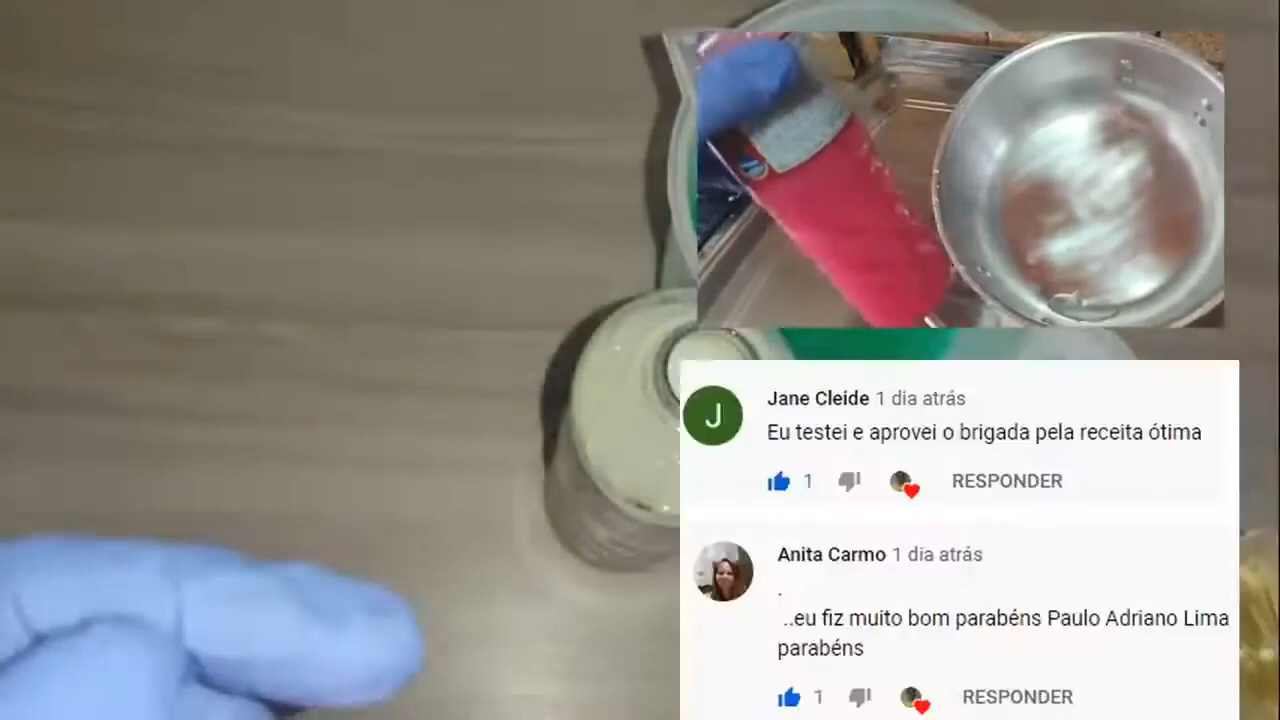 J
Jane Cleide 1 dia atrás
Eu testei e aprovei o brigada pela receita ótima
1 RESPONDER
Anita Carmo 1 dia atrás
.
..eu fiz muito bom parabéns Paulo Adriano Lima
parabéns
1 RESPONDER